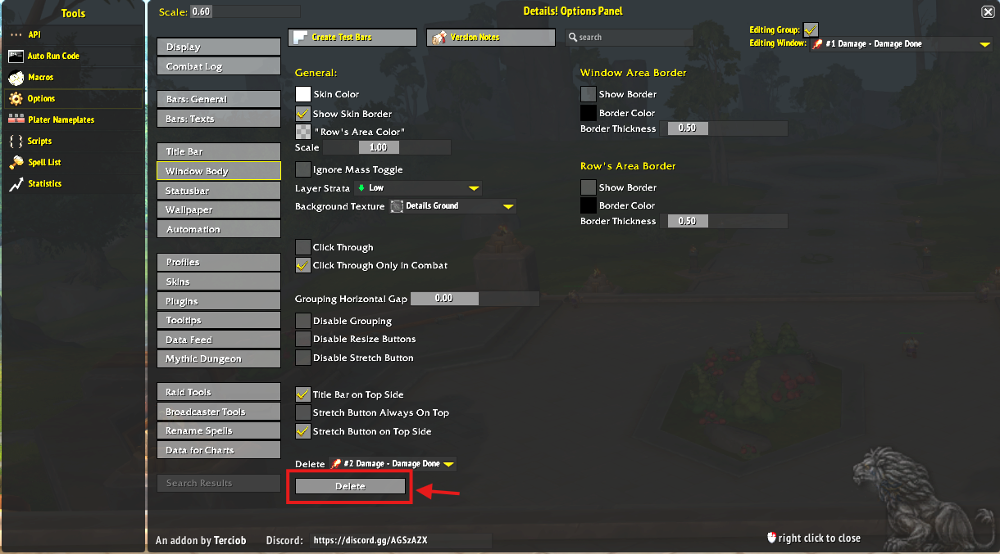 Tools
API
Auto Run Code
Macros
Options
Plater Nameplates
Scripts
Spell List
Statistics
Scale: 0.60
Details! Options Panel
Create Test Bars
Version Notes
search
Editing Group:
Editing Window: #1 Damage - Damage Done
Display
Combat Log
Bars: General
Bars: Texts
Title Bar
Window Body
Statusbar
Wallpaper
Automation
Profiles
Skins
Plugins
Tooltips
Data Feed
Mythic Dungeon
Raid Tools
Broadcaster Tools
Rename Spells
Data for Charts
Search Results
General:
Skin Color
Show Skin Border
"Row's Area Color"
Scale 1.00
Ignore Mass Toggle
Layer Strata Low
Background Texture Details Ground
Click Through
Click Through Only in Combat
Grouping Horizontal Gap 0.00
Disable Grouping
Disable Resize Buttons
Disable Stretch Button
Title Bar on Top Side
Stretch Button Always On Top
Stretch Button on Top Side
Delete #2 Damage - Damage Done
Delete
Window Area Border
Show Border
Border Color
Border Thickness 0.50
Row's Area Border
Show Border
Border Color
Border Thickness 0.50
An addon by Terciob
Discord: https://discord.gg/AGSzAZX
right click to close